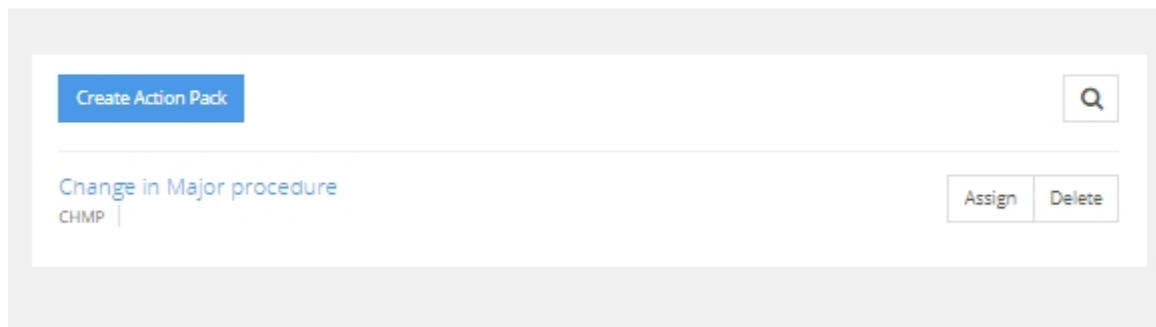 Create Action Pack
Change in Major procedure
Assign Delete
CHMP